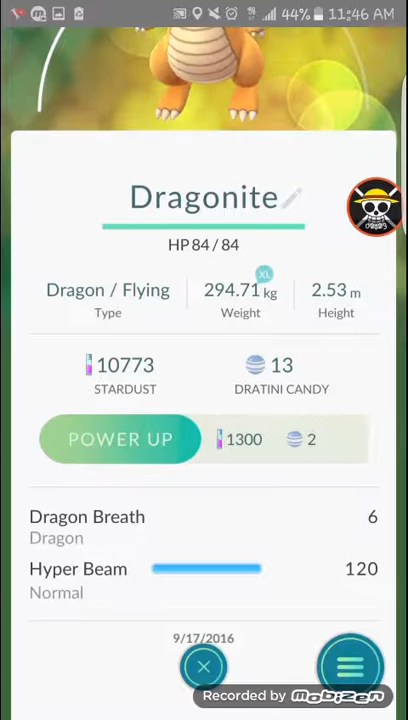 44% 11:46 AM
Dragonite
HP 84 / 84
XL
Dragon / Flying 294.71 kg 2.53 m
Type Weight Height
10773 13
STARDUST DRATINI CANDY
POWER UP 1300 2
Dragon Breath 6
Dragon
Hyper Beam 120
Normal
9/17/2016
Recorded by mobizen